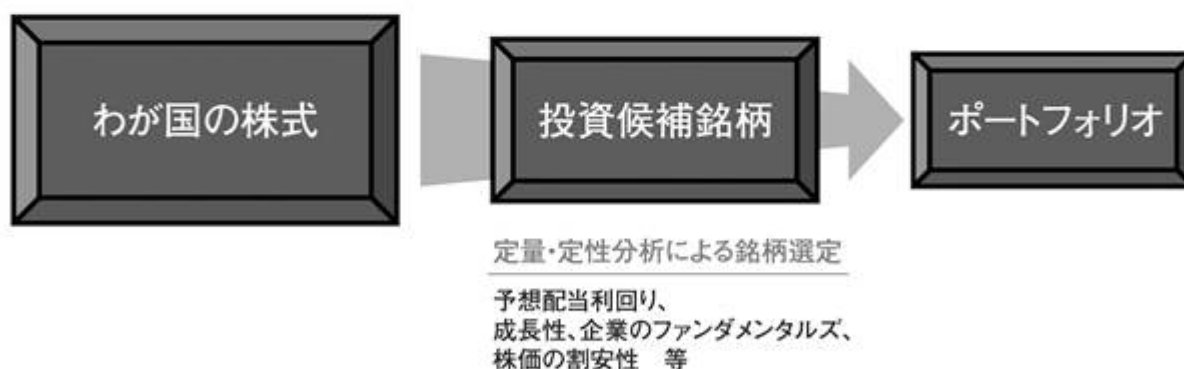 わが国の株式
投資候補銘柄
ポートフォリオ
定量・定性分析による銘柄選定
予想配当利回り、
成長性、企業のファンダメンタルズ、
株価の割安性　等